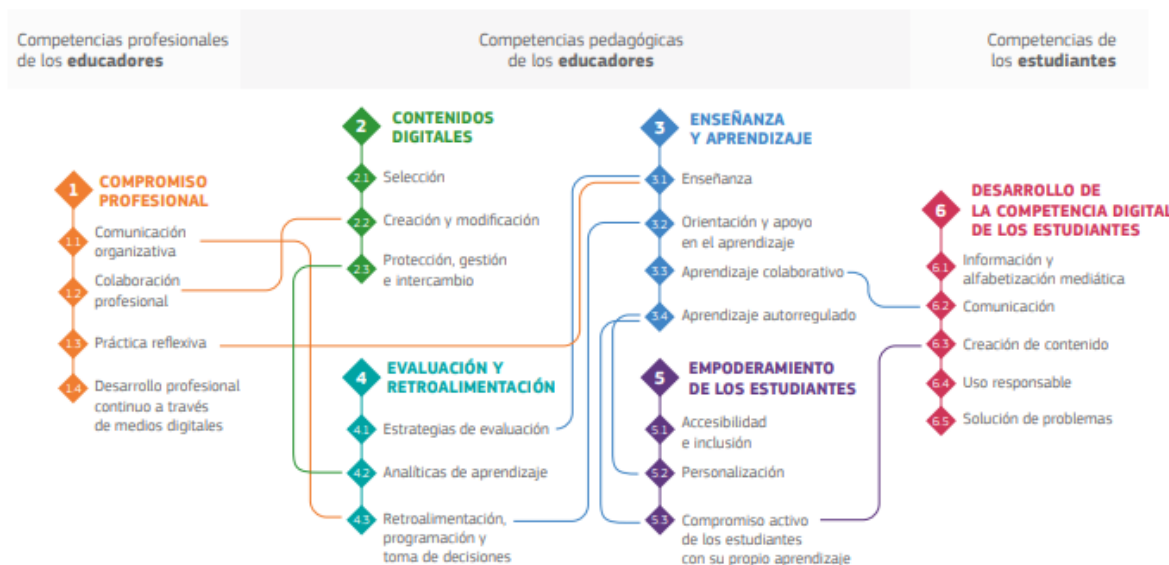 Competencias profesionales
de los educadores
Competencias pedagógicas
de los educadores
Competencias de
los estudiantes
1
COMPROMISO
PROFESIONAL
1.1
Comunicación
organizativa
1.2
Colaboración
profesional
1.3
Práctica reflexiva
1.4
Desarrollo profesional
continuo a través
de medios digitales
2
CONTENIDOS
DIGITALES
2.1
Selección
2.2
Creación y modificación
2.3
Protección, gestión
e intercambio
3
ENSEÑANZA
Y APRENDIZAJE
3.1
Enseñanza
3.2
Orientación y apoyo
en el aprendizaje
3.3
Aprendizaje colaborativo
3.4
Aprendizaje autorregulado
4
EVALUACIÓN Y
RETROALIMENTACIÓN
4.1
Estrategias de evaluación
4.2
Analíticas de aprendizaje
4.3
Retroalimentación,
programación y
toma de decisiones
5
EMPODERAMIENTO
DE LOS ESTUDIANTES
5.1
Accesibilidad
e inclusión
5.2
Personalización
5.3
Compromiso activo
de los estudiantes
con su propio aprendizaje
6
DESARROLLO DE
LA COMPETENCIA DIGITAL
DE LOS ESTUDIANTES
6.1
Información y
alfabetización mediática
6.2
Comunicación
6.3
Creación de contenido
6.4
Uso responsable
6.5
Solución de problemas